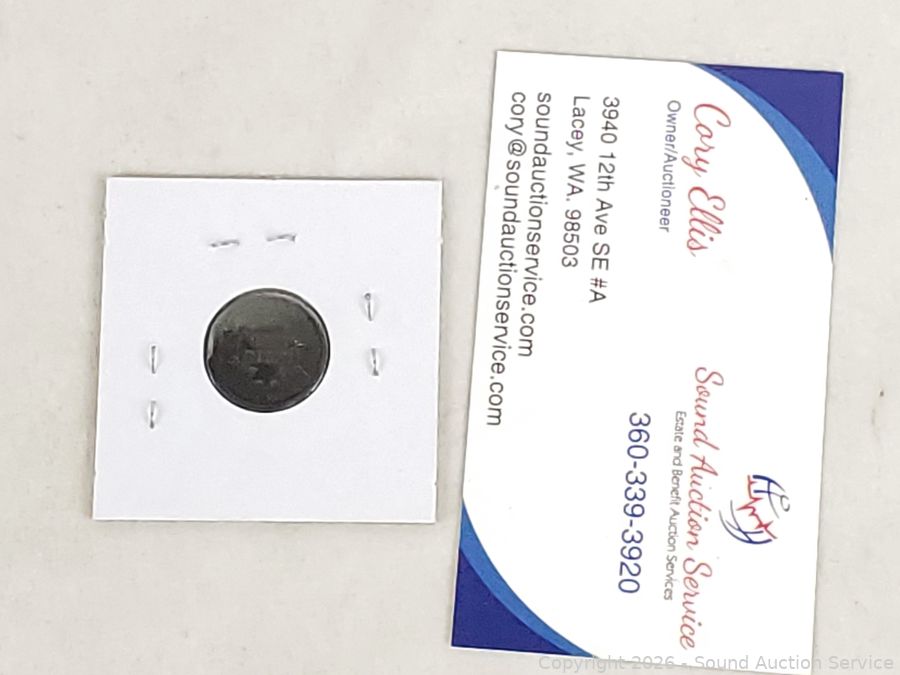 Cory Ellis
Owner/Auctioneer
3940 12th Ave SE #A
Lacey, WA. 98503
soundauctionservice.com
cory@soundauctionservice.com
Sound Auction Service
Estate and Benefit Auction Services
360-339-3920
Copyright 2026 - Sound Auction Service